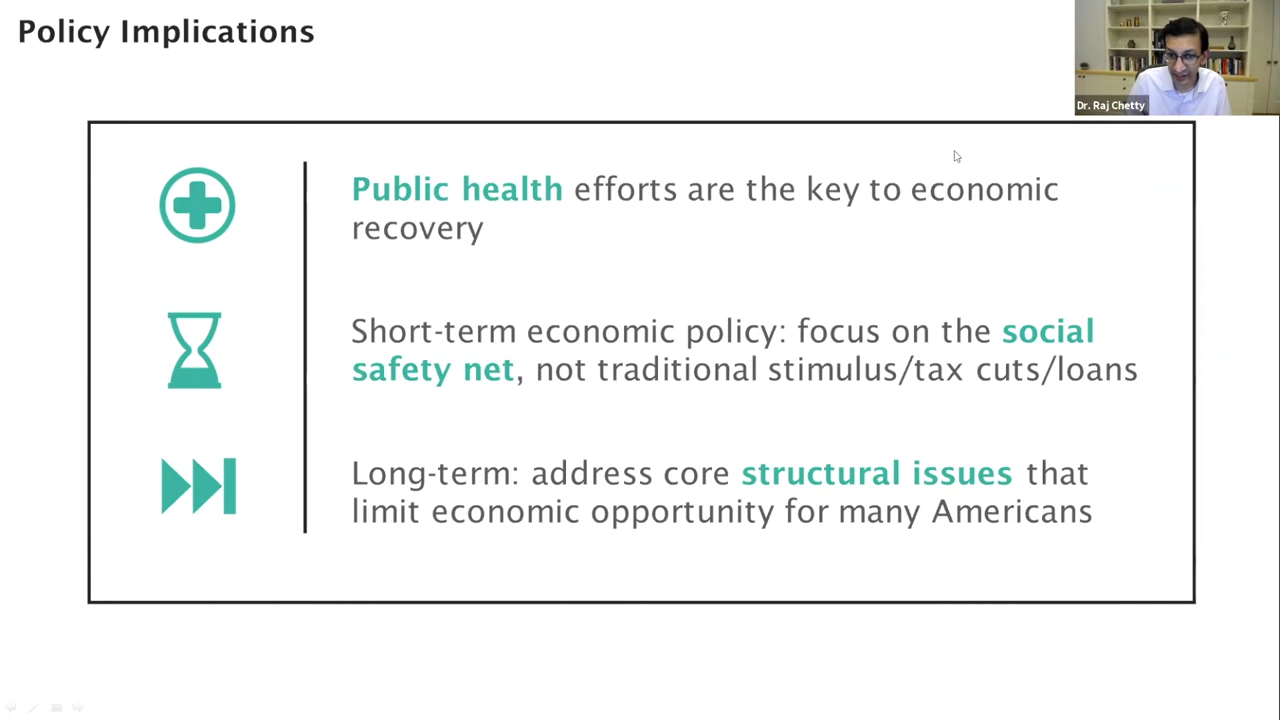 Policy Implications
Dr. Raj Chetty
Public health efforts are the key to economic
recovery
Short-term economic policy: focus on the social
safety net, not traditional stimulus/tax cuts/loans
Long-term: address core structural issues that
limit economic opportunity for many Americans